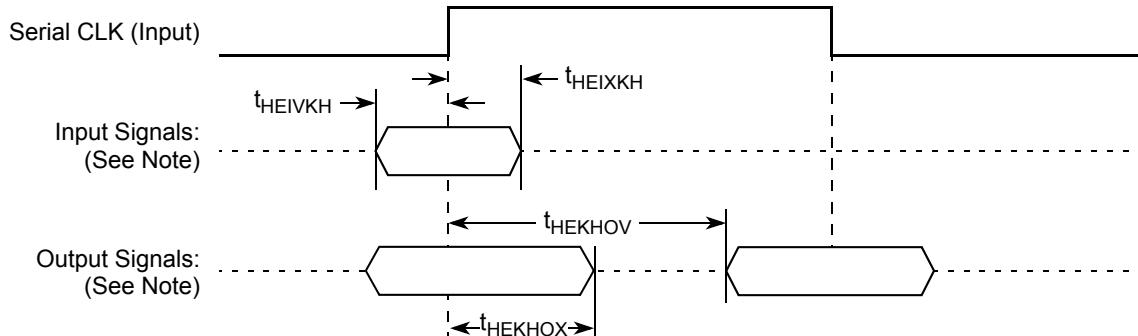 Serial CLK (Input)
tHEIXKH
tHEIVKH
Input Signals:
(See Note)
tHEKHOV
Output Signals:
(See Note)
tHEKHOX